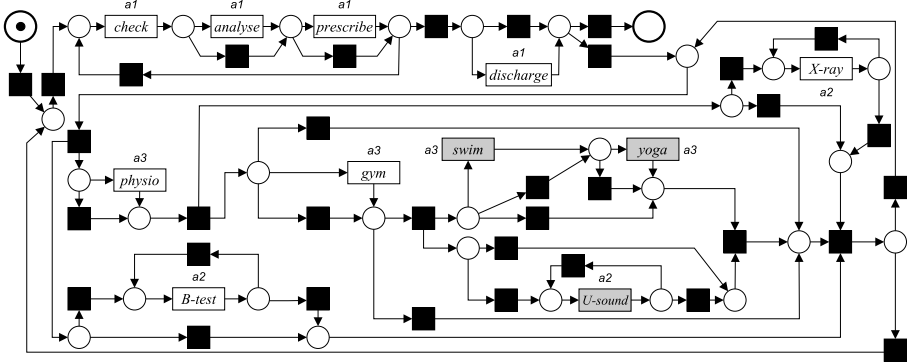 a1 a1 a1
check analyse prescribe
a1
discharge
X-ray
a2
a3
physio
a3
gym
a3 swim yoga a3
a2
B-test
a2
U-sound